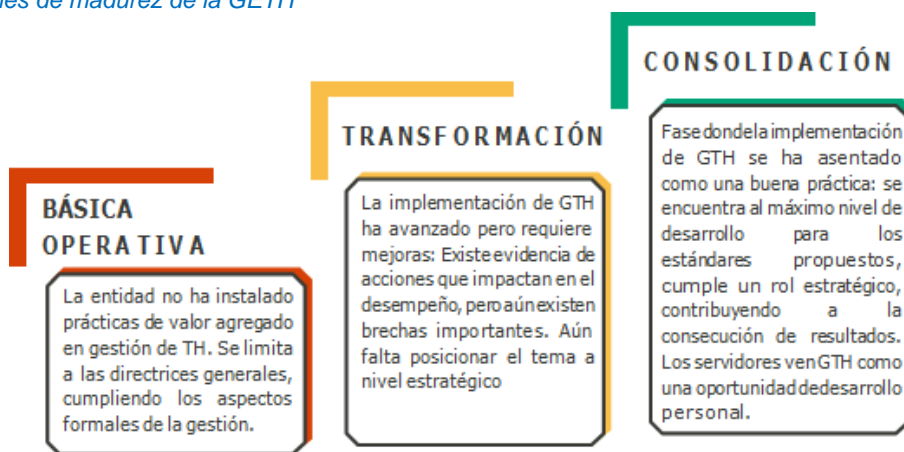 de madurez de la GETH
BÁSICA
OPERATIVA
La entidad no ha instalado
prácticas de valor agregado
en gestión de TH. Se limita
a las directrices generales,
cumpliendo los aspectos
formales de la gestión.
TRANSFORMACIÓN
La implementación de GTH
ha avanzado pero requiere
mejoras: Existe evidencia de
acciones que impactan en el
desempeño, pero aún existen
brechas importantes. Aún
falta posicionar el tema a
nivel estratégico
CONSOLIDACIÓN
Fase donde la implementación
de GTH se ha asentado
como una buena práctica: se
encuentra al máximo nivel de
desarrollo para los
estándares propuestos,
cumple un rol estratégico,
contribuyendo a la
consecución de resultados.
Los servidores ven GTH como
una oportunidad de desarrollo
personal.